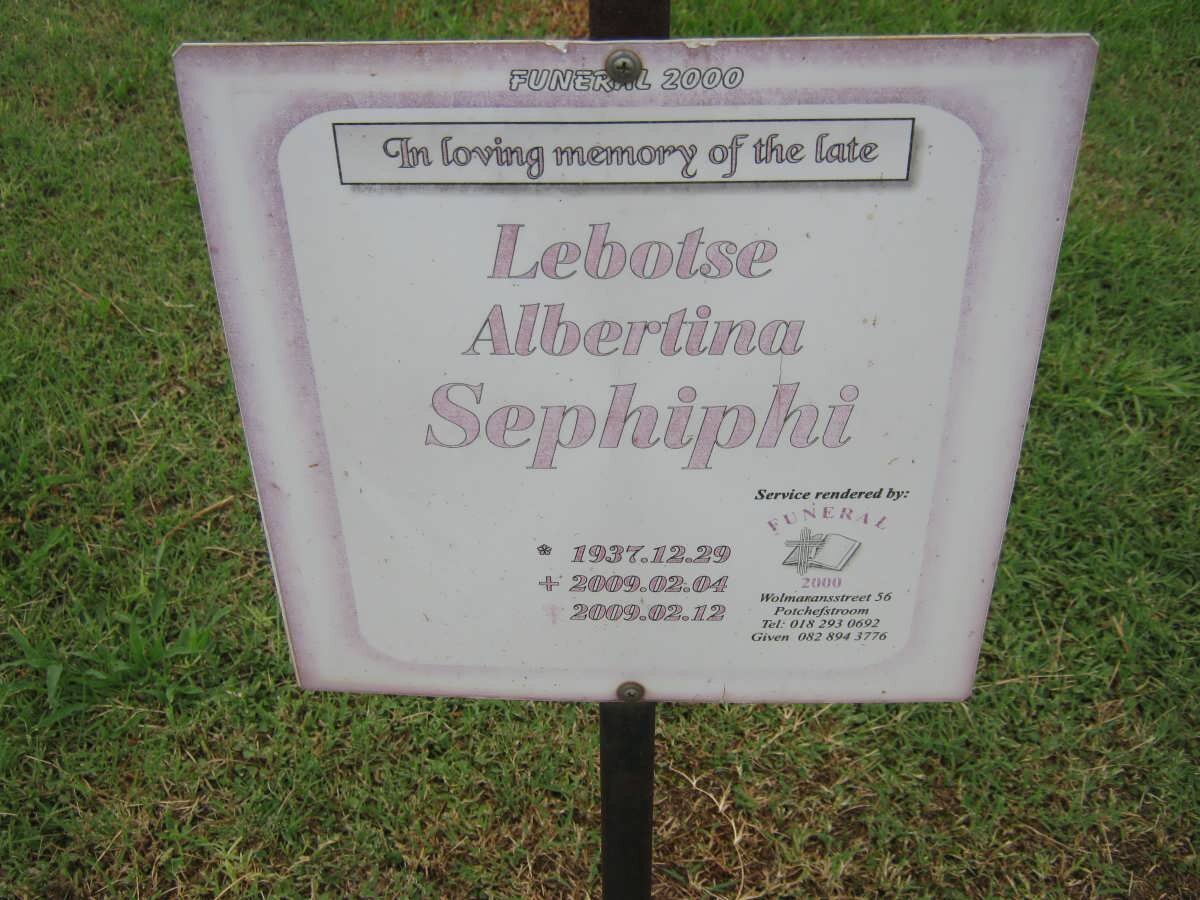 FUNERAL 2000
In loving memory of the late
Lebotse
Albertina
Sephiphi
* 1937.12.29
+ 2009.02.04
2009.02.12
Service rendered by:
FUNERAL
2000
Wolmaransstreet 56
Potchefstroom
Tel: 018 293 0692
Given 082 894 3776